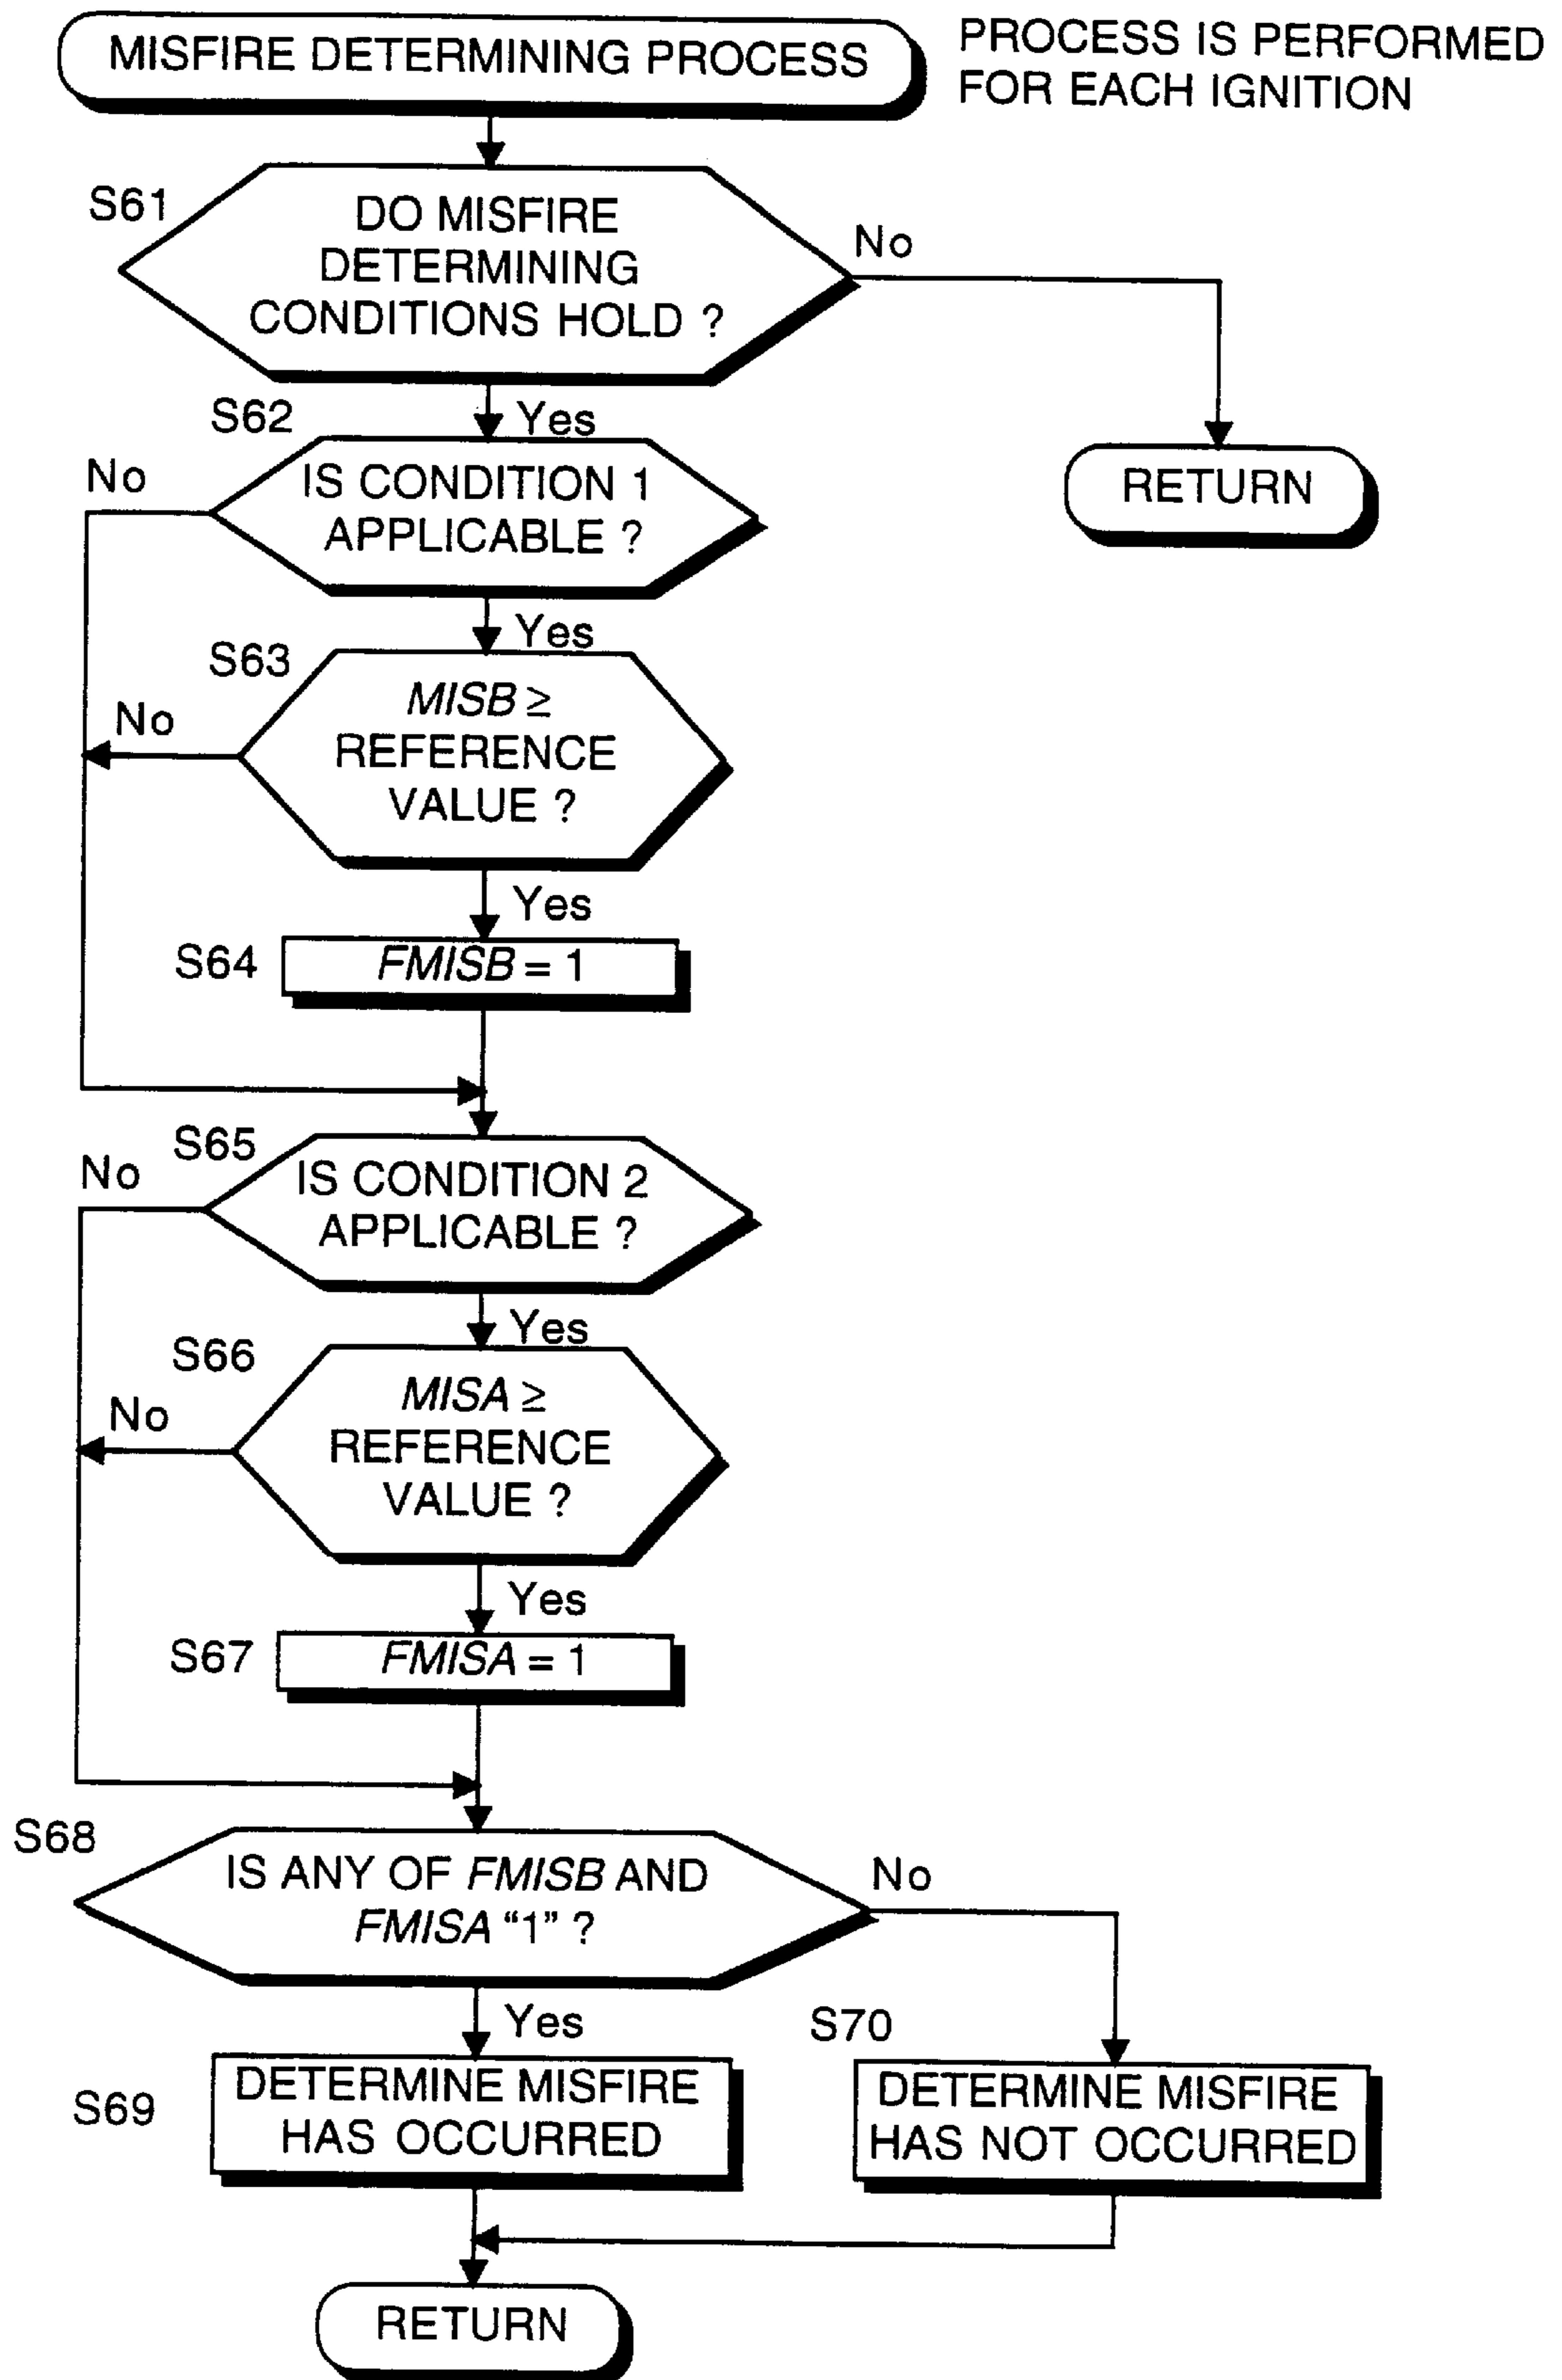 MISFIRE DETERMINING PROCESS
PROCESS IS PERFORMED
FOR EACH IGNITION
S61
DO MISFIRE
DETERMINING
CONDITIONS HOLD ?
No
RETURN
Yes
S62
IS CONDITION 1
APPLICABLE ?
No
Yes
S63
MISB ≥
REFERENCE
VALUE ?
No
Yes
S64
FMISB = 1
S65
IS CONDITION 2
APPLICABLE ?
No
Yes
S66
MISA ≥
REFERENCE
VALUE ?
No
Yes
S67
FMISA = 1
S68
IS ANY OF FMISB AND
FMISA “1” ?
No
Yes
S69
DETERMINE MISFIRE
HAS OCCURRED
S70
DETERMINE MISFIRE
HAS NOT OCCURRED
RETURN